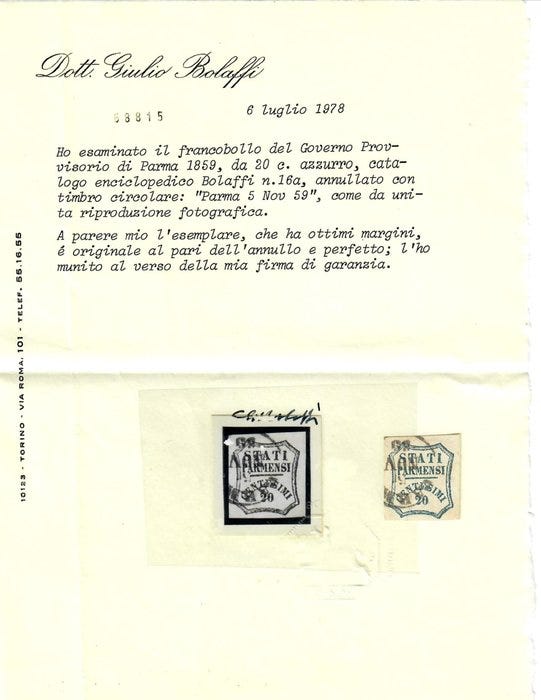 Dott. Giulio Bolaffi
68815
6 luglio 1978
Ho esaminato il francobollo del Governo Prov-
visorio di Parma 1859, da 20 c. azzurro, cata-
logo enciclopedico Bolaffi n.16a, annullato con
timbro circolare: "Parma 5 Nov 59", come da uni-
ta riproduzione fotografica.
A parere mio l'esemplare, che ha ottimi margini,
é originale al pari dell'annullo e perfetto; l'ho
munito al verso della mia firma di garanzia.
10123 - TORINO - VIA ROMA, 101 - TELEF. 55.16.55
STATI
PARMENSI
CENTESIMI
20
STATI
PARMENSI
CENTESIMI
20